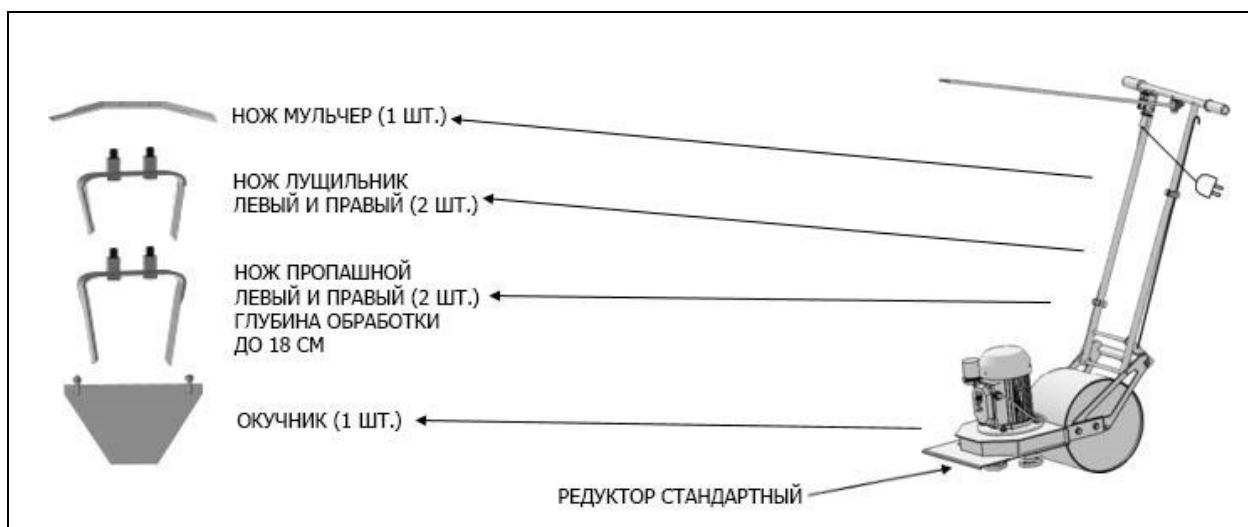 НОЖ МУЛЬЧЕР (1 ШТ.)
НОЖ ЛУЩИЛЬНИК
ЛЕВЫЙ И ПРАВЫЙ (2 ШТ.)
НОЖ ПРОПАШНОЙ
ЛЕВЫЙ И ПРАВЫЙ (2 ШТ.)
ГЛУБИНА ОБРАБОТКИ
ДО 18 СМ
ОКУЧНИК (1 ШТ.)
РЕДУКТОР СТАНДАРТНЫЙ